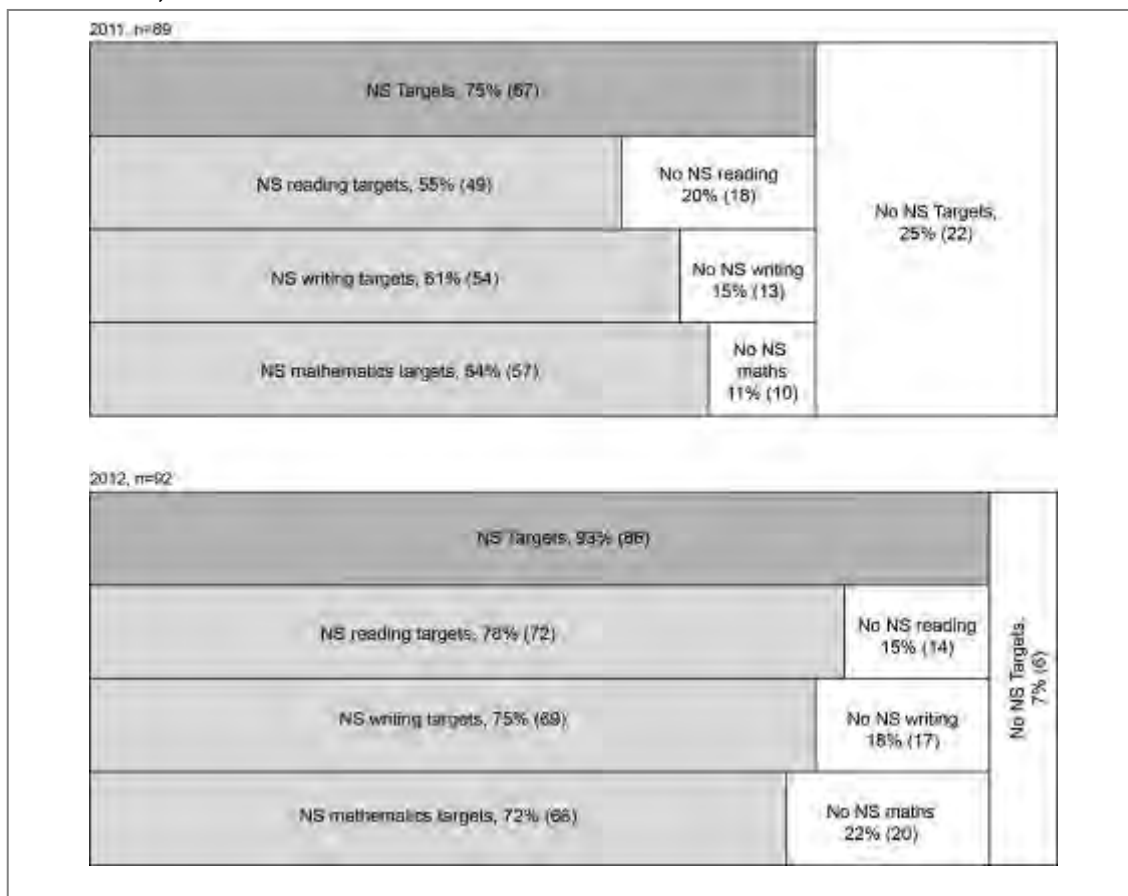 2011, n=89
NS Targets, 75% (67)
NS reading targets, 55% (49)
No NS reading
20% (18)
No NS Targets,
25% (22)
NS writing targets, 61% (54)
No NS writing
15% (13)
NS mathematics targets, 64% (57)
No NS
maths
11% (10)
2012, n=92
NS Targets, 93% (86)
NS reading targets, 78% (72)
No NS reading
15% (14)
No NS Targets,
7% (6)
NS writing targets, 75% (69)
No NS writing
18% (17)
NS mathematics targets, 72% (66)
No NS maths
22% (20)